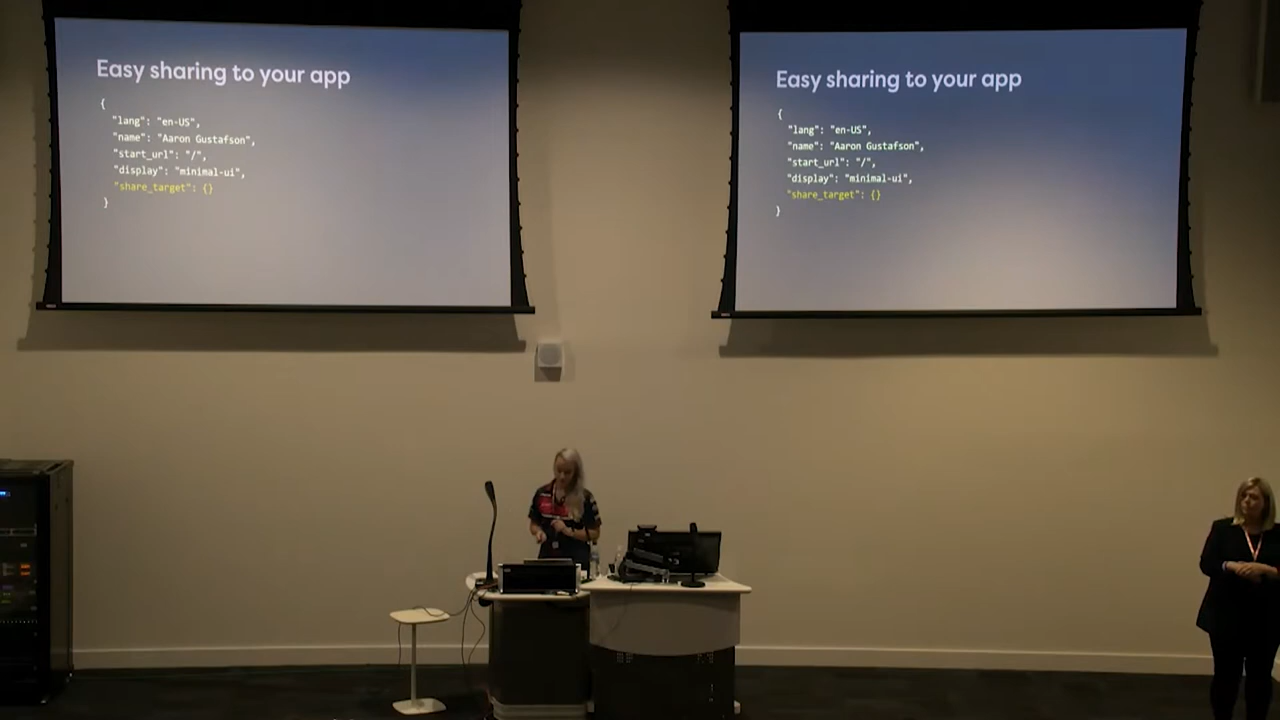 Easy sharing to your app
{
"lang": "en-US",
"name": "Aaron Gustafson",
"start_url": "/",
"display": "minimal-ui",
"share_target": {}
}
Easy sharing to your app
{
"lang": "en-US",
"name": "Aaron Gustafson",
"start_url": "/",
"display": "minimal-ui",
"share_target": {}
}